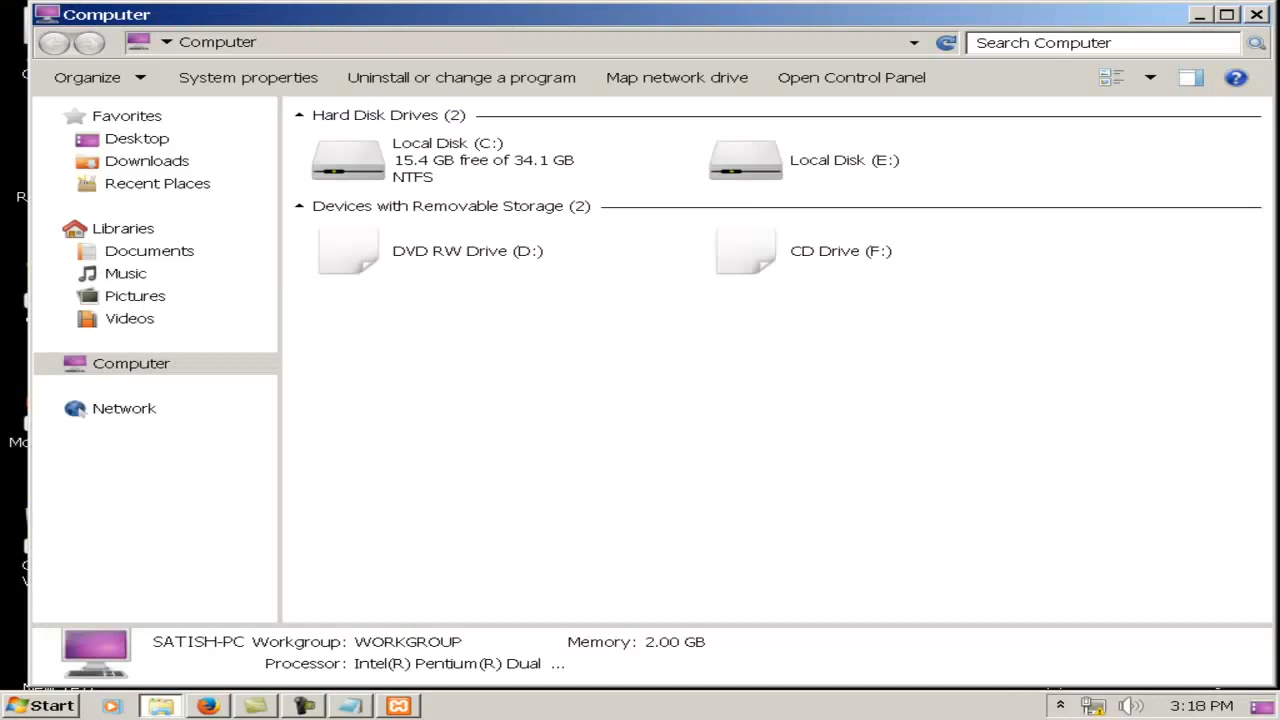 Computer
Computer
Search Computer
Organize System properties Uninstall or change a program Map network drive Open Control Panel
Favorites
Desktop
Downloads
Recent Places
Libraries
Documents
Music
Pictures
Videos
Computer
Network
Hard Disk Drives (2)
Local Disk (C:)
15.4 GB free of 34.1 GB
NTFS
Local Disk (E:)
Devices with Removable Storage (2)
DVD RW Drive (D:)
CD Drive (F:)
SATISH-PC Workgroup: WORKGROUP Memory: 2.00 GB
Processor: Intel(R) Pentium(R) Dual ...
Start
3:18 PM